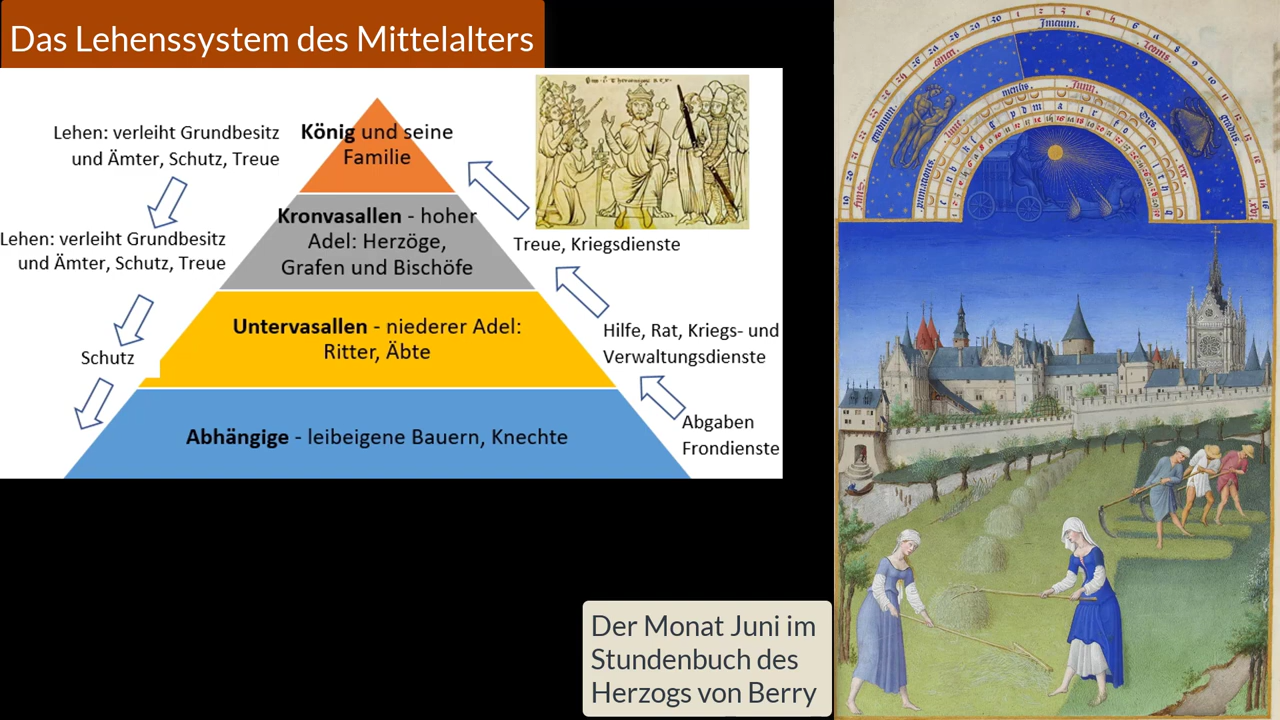 Das Lehenssystem des Mittelalters
Lehen: verleiht Grundbesitz
und Ämter, Schutz, Treue
König und seine
Familie
Kronvasallen - hoher
Adel: Herzöge,
Grafen und Bischöfe
Lehen: verleiht Grundbesitz
und Ämter, Schutz, Treue
Treue, Kriegsdienste
Untervasallen - niederer Adel:
Ritter, Äbte
Hilfe, Rat, Kriegs- und
Verwaltungsdienste
Schutz
Abhängige - leibeigene Bauern, Knechte
Abgaben
Frondienste
Der Monat Juni im
Stundenbuch des
Herzogs von Berry